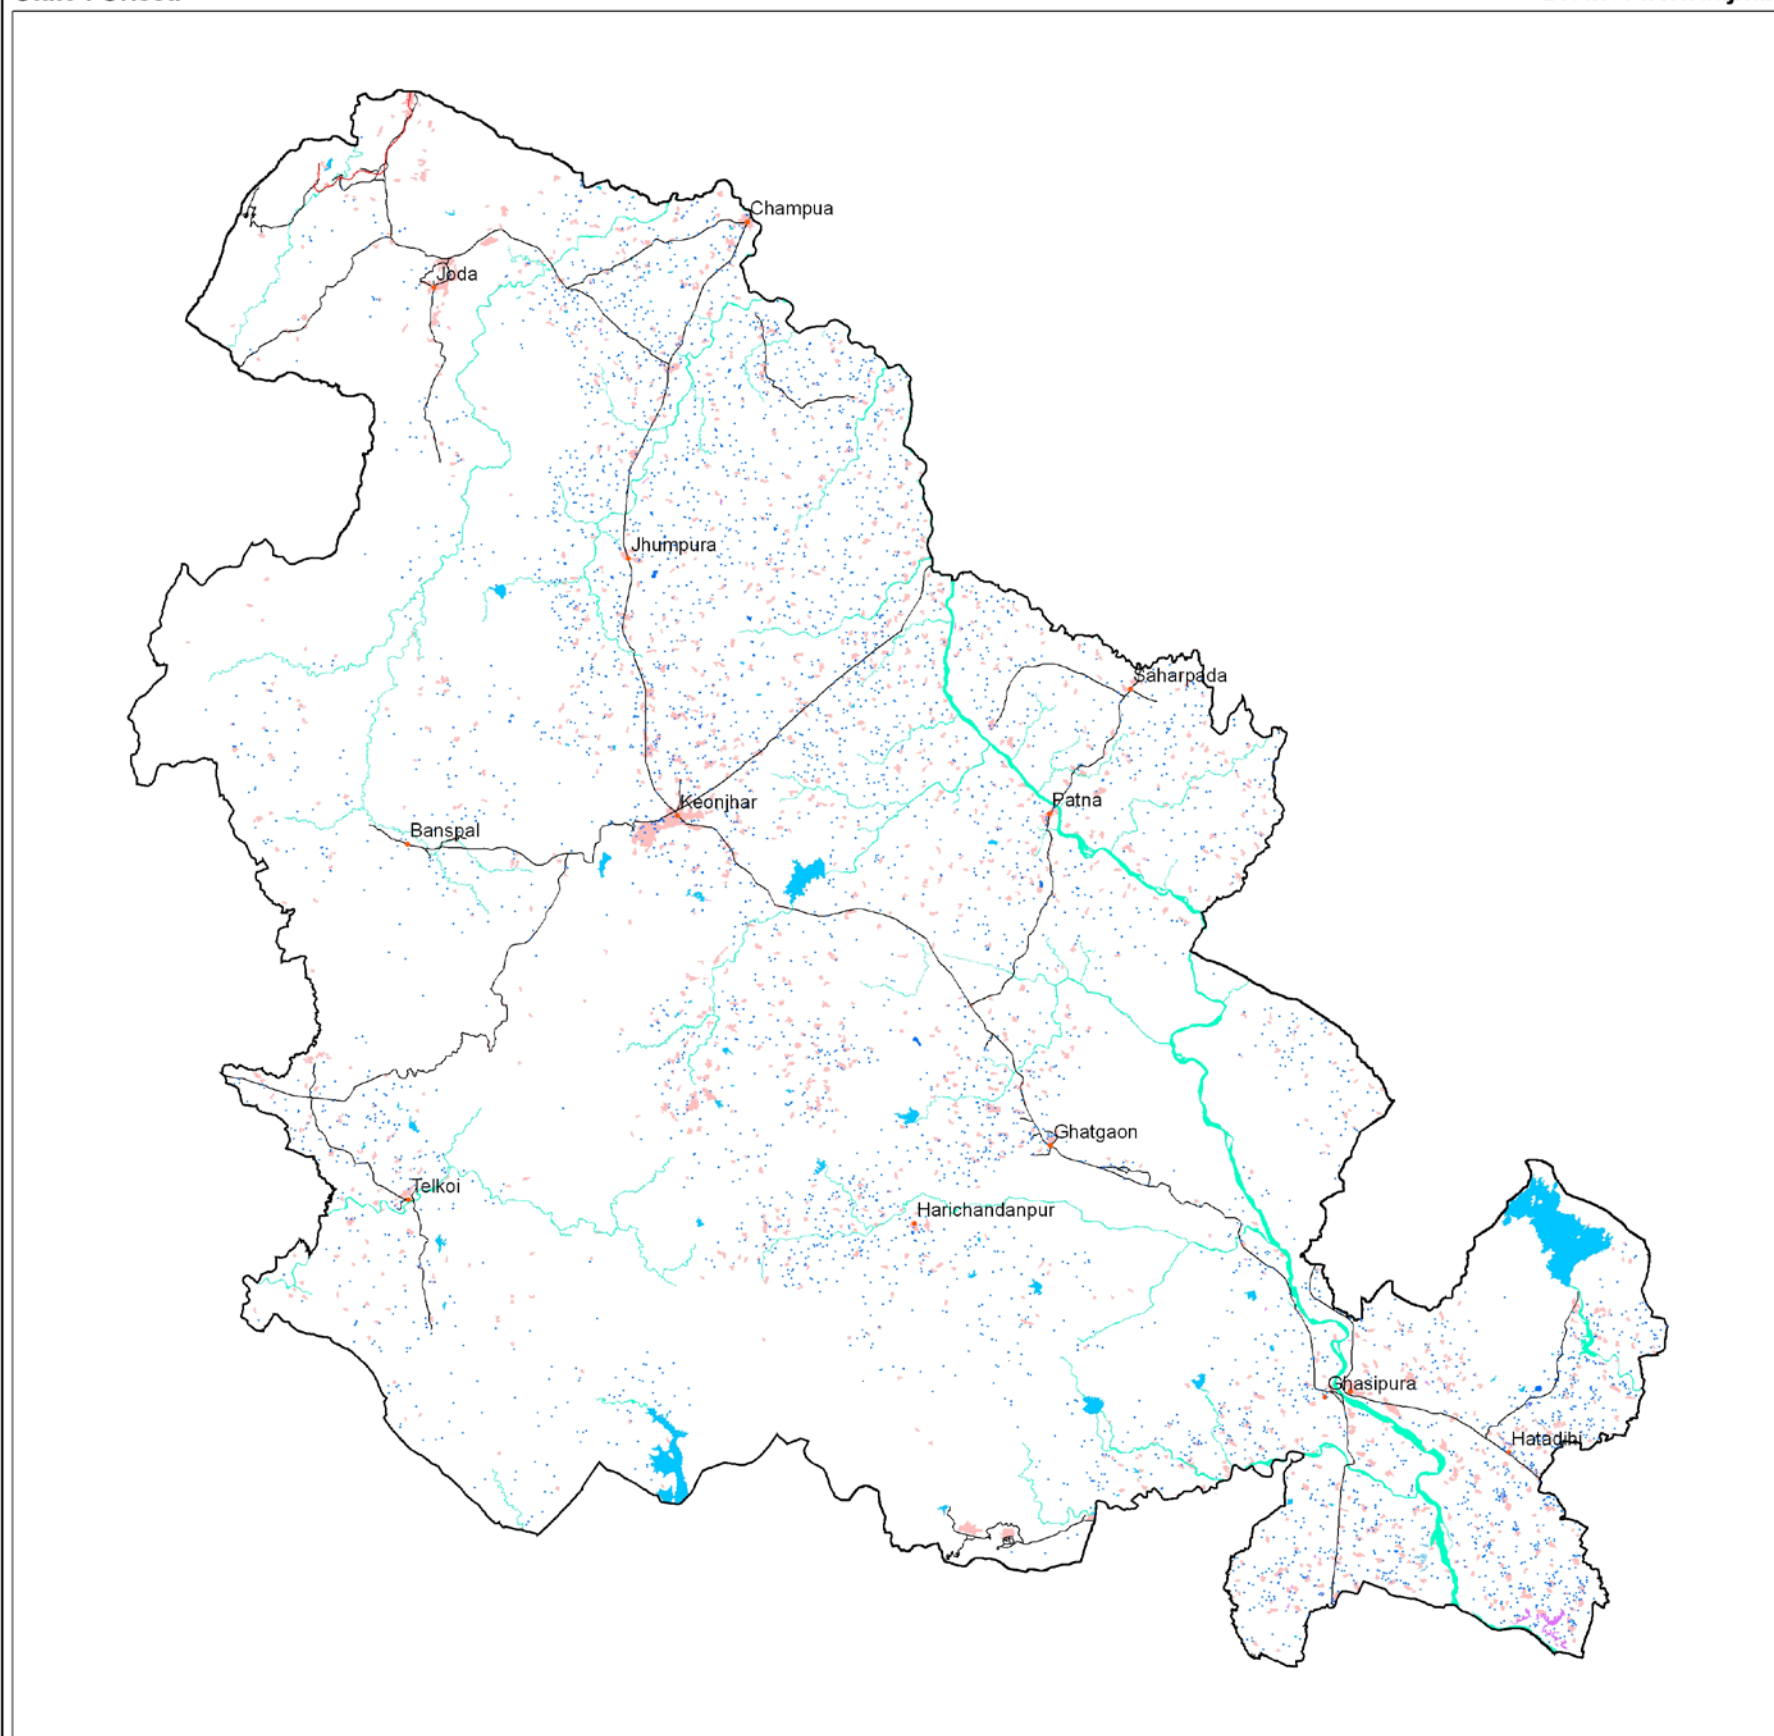 Champua
Joda
Jhumpura
Saharpada
Keonjhar
Patna
Banspal
Ghatgaon
Telkoi
Harichandanpur
Ghasipura
Hatadihi